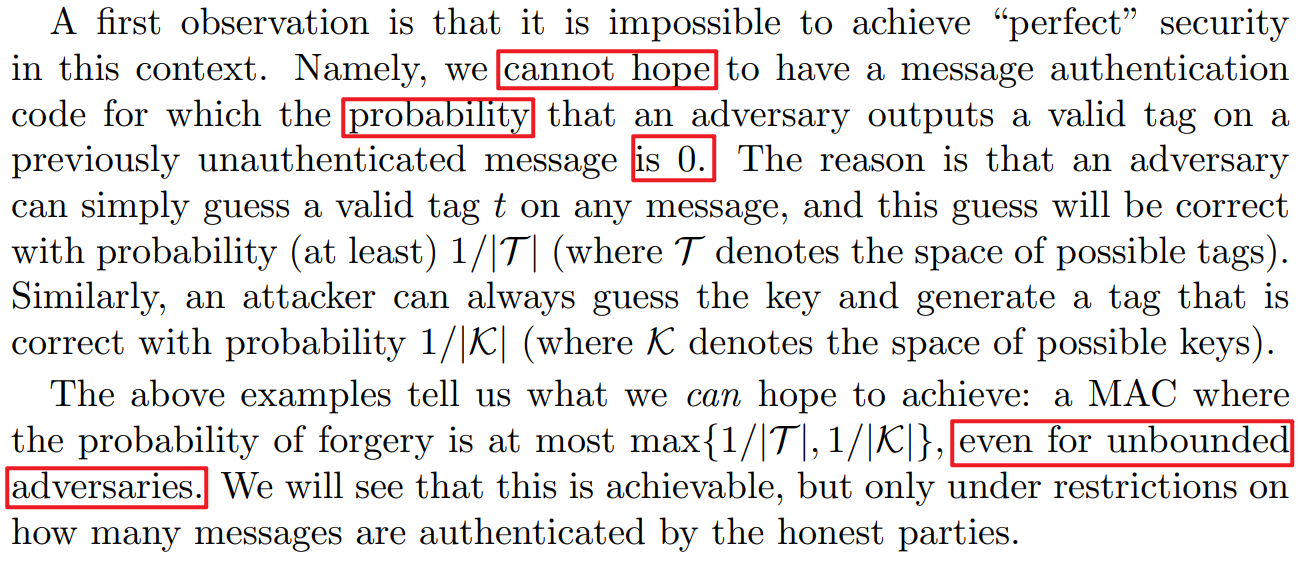 A first observation is that it is impossible to achieve “perfect” security
in this context. Namely, we cannot hope to have a message authentication
code for which the probability that an adversary outputs a valid tag on a
previously unauthenticated message is 0. The reason is that an adversary
can simply guess a valid tag t on any message, and this guess will be correct
with probability (at least) 1/|𝒯| (where 𝒯 denotes the space of possible tags).
Similarly, an attacker can always guess the key and generate a tag that is
correct with probability 1/|𝒦| (where 𝒦 denotes the space of possible keys).
The above examples tell us what we can hope to achieve: a MAC where
the probability of forgery is at most max{1/|𝒯|, 1/|𝒦|}, even for unbounded
adversaries. We will see that this is achievable, but only under restrictions on
how many messages are authenticated by the honest parties.